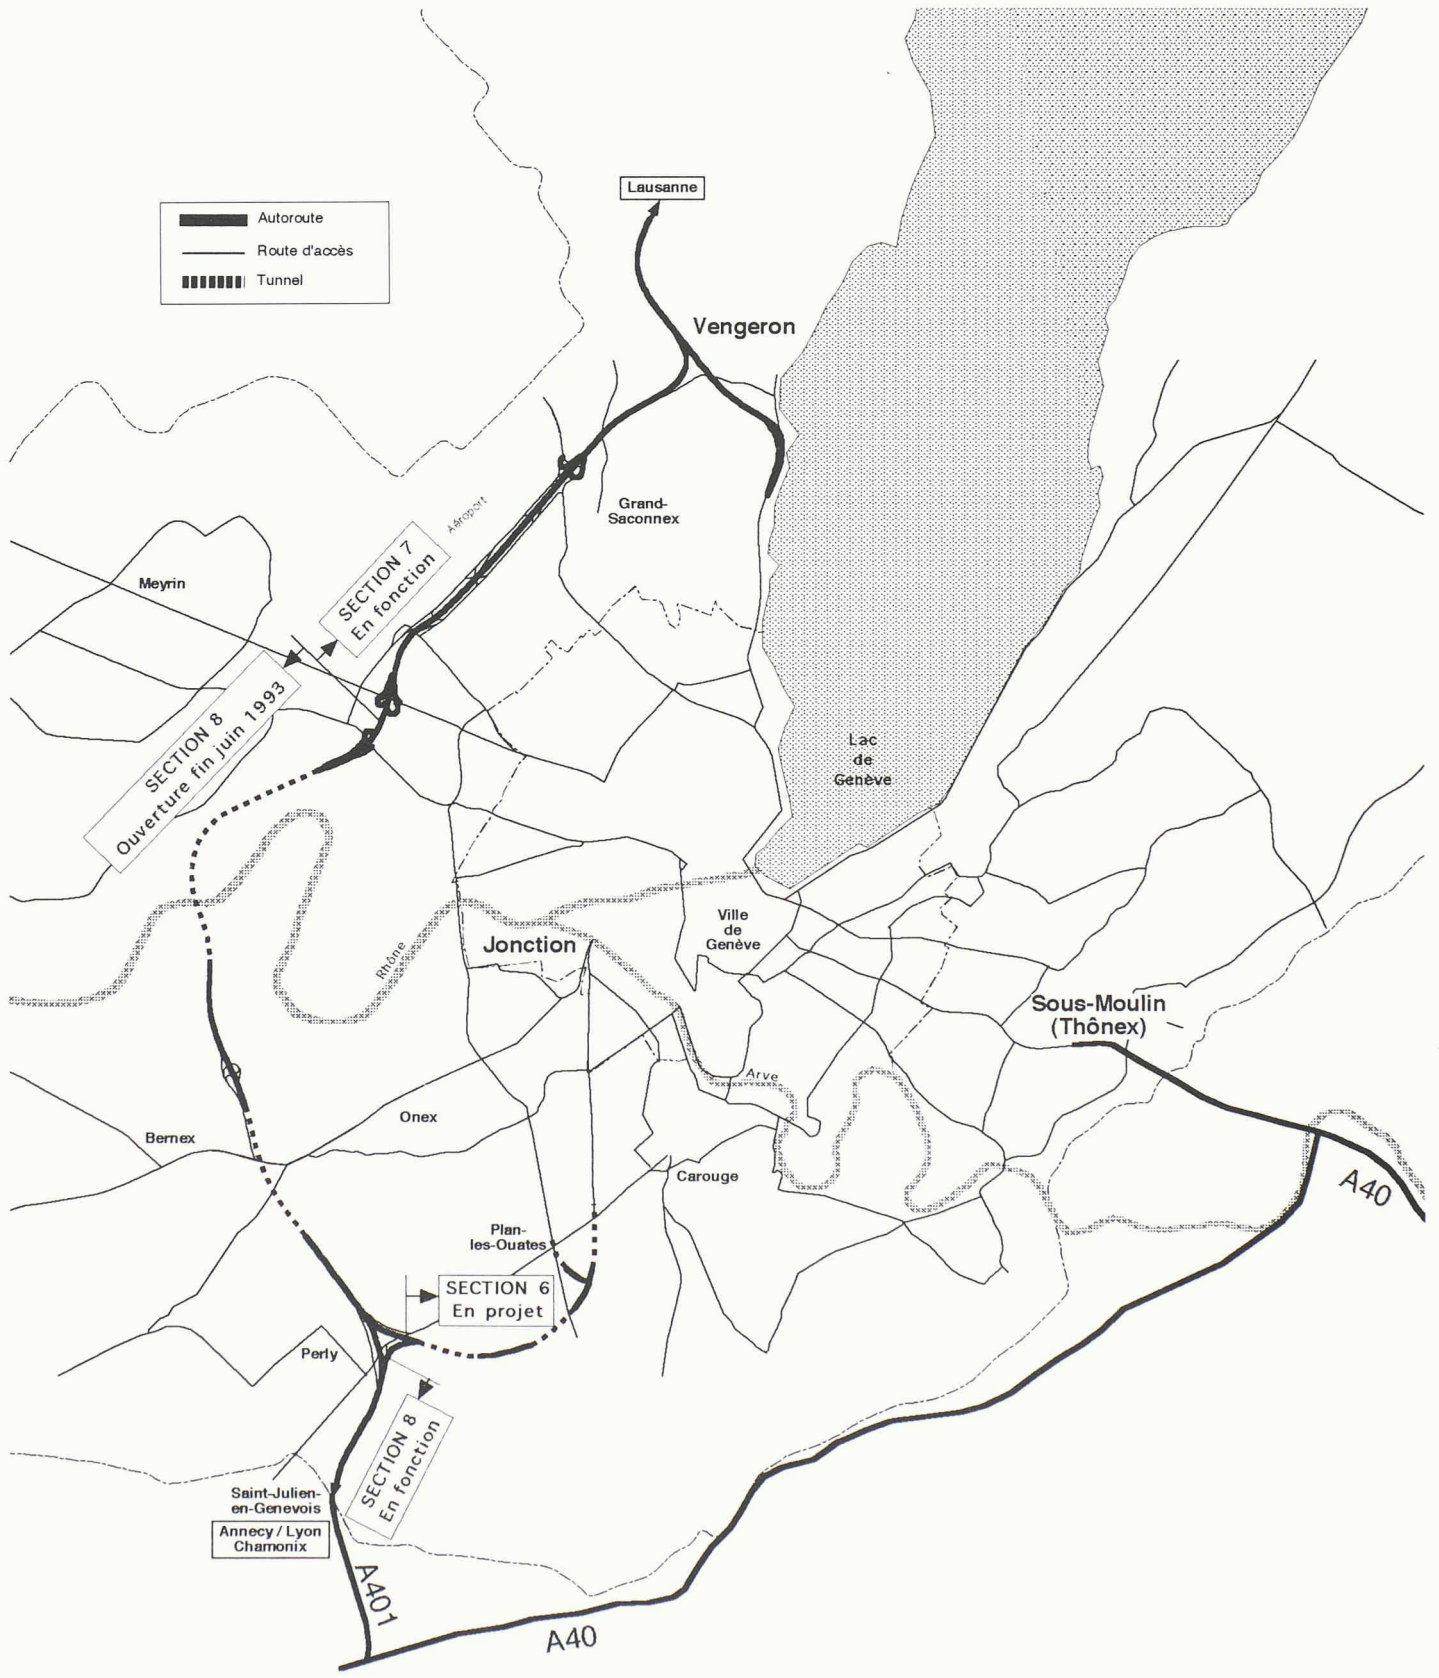 Lausanne
Autoroute
Route d'accès
Tunnel
Vengeron
Aéroport
Grand-
Saconnex
SECTION 7
En fonction
Meyrin
SECTION 8
Ouverture fin juin 1993
Lac
de
Genève
Ville
de
Genève
Jonction
Rhône
Sous-Moulin
(Thônex)
Arve
Onex
Bernex
Carouge
A40
Plan-
les-Ouates
SECTION 6
En projet
Perly
SECTION 8
En fonction
Saint-Julien-
en-Genevois
Annecy / Lyon
Chamonix
A401
A40